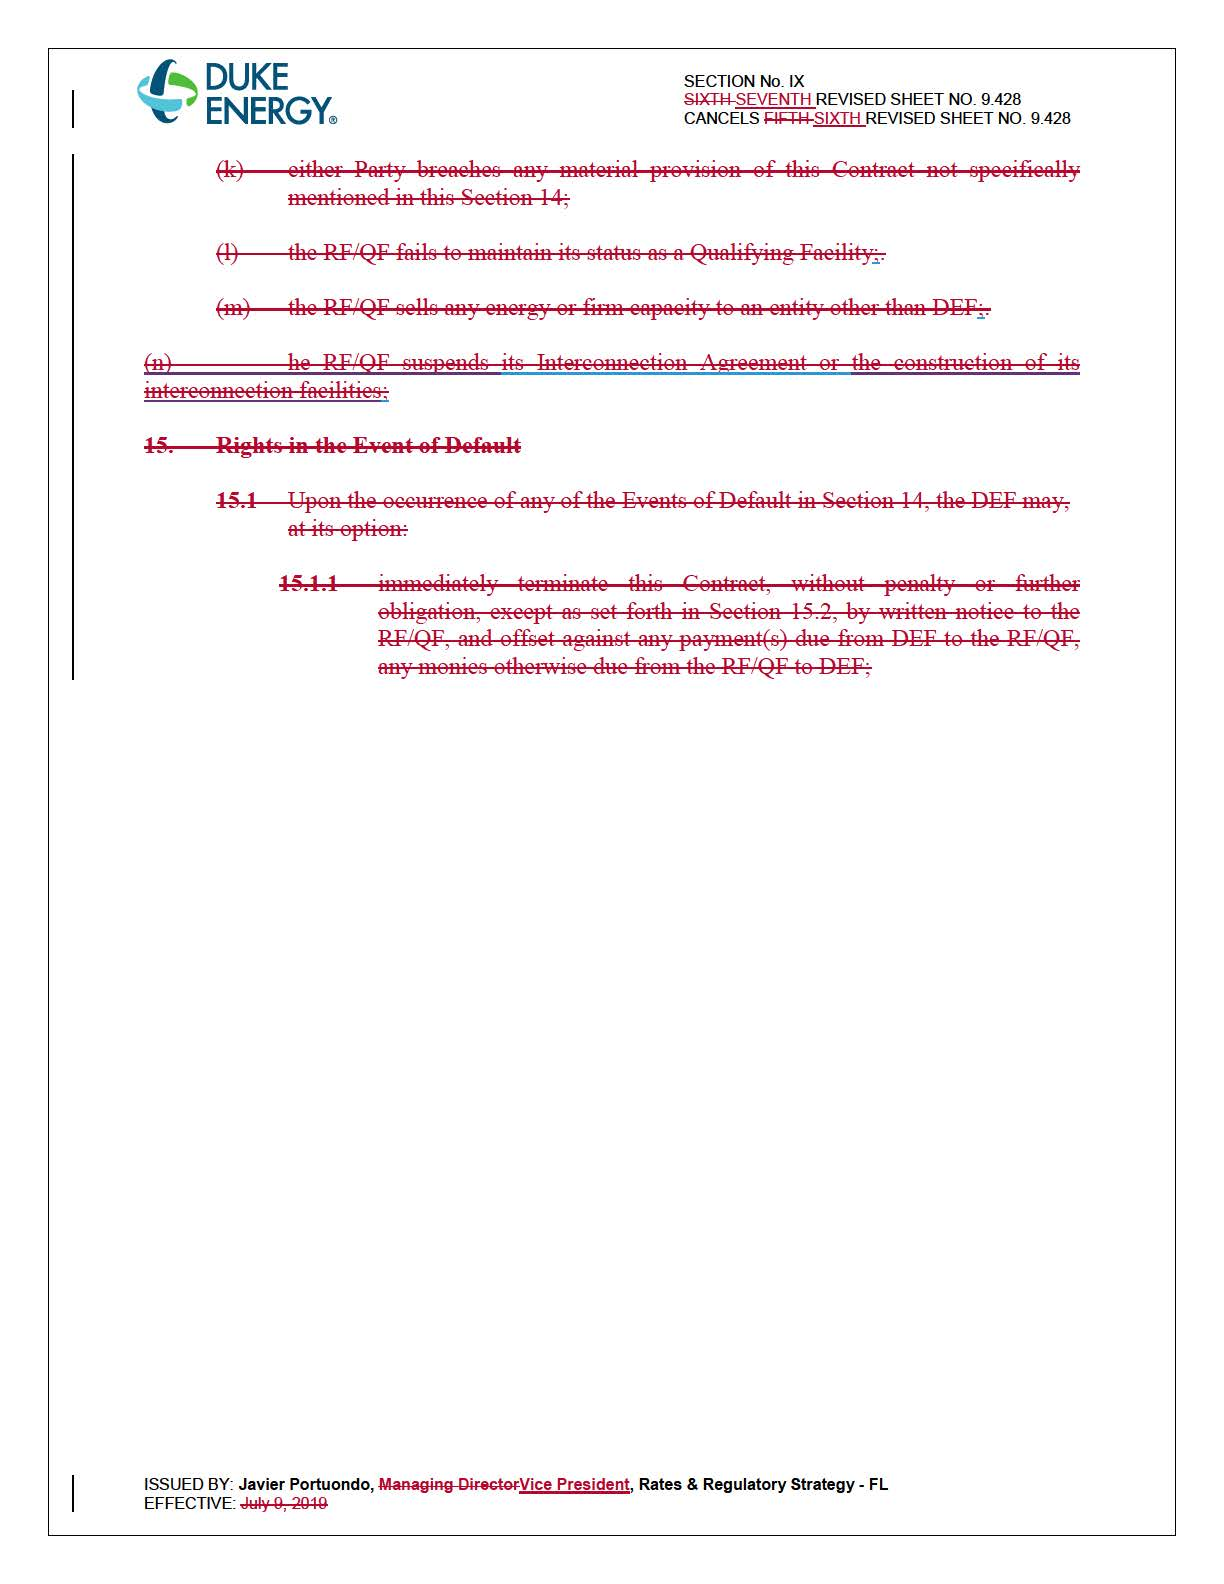 DUKE
ENERGY®
SECTION No. IX
SIXTH SEVENTH REVISED SHEET NO. 9.428
CANCELS FIFTH SIXTH REVISED SHEET NO. 9.428
(k) either Party breaches any material provision of this Contract not specifically
mentioned in this Section 14;
(l) the RF/QF fails to maintain its status as a Qualifying Facility;.
(m) the RF/QF sells any energy or firm capacity to an entity other than DEF;.
(n) he RF/QF suspends its Interconnection Agreement or the construction of its
interconnection facilities;
15. Rights in the Event of Default
15.1 Upon the occurrence of any of the Events of Default in Section 14, the DEF may,
at its option:
15.1.1 immediately terminate this Contract, without penalty or further
obligation, except as set forth in Section 15.2, by written notice to the
RF/QF, and offset against any payment(s) due from DEF to the RF/QF,
any monies otherwise due from the RF/QF to DEF;
ISSUED BY: Javier Portuondo, Managing DirectorVice President, Rates & Regulatory Strategy - FL
EFFECTIVE: July 9, 2019